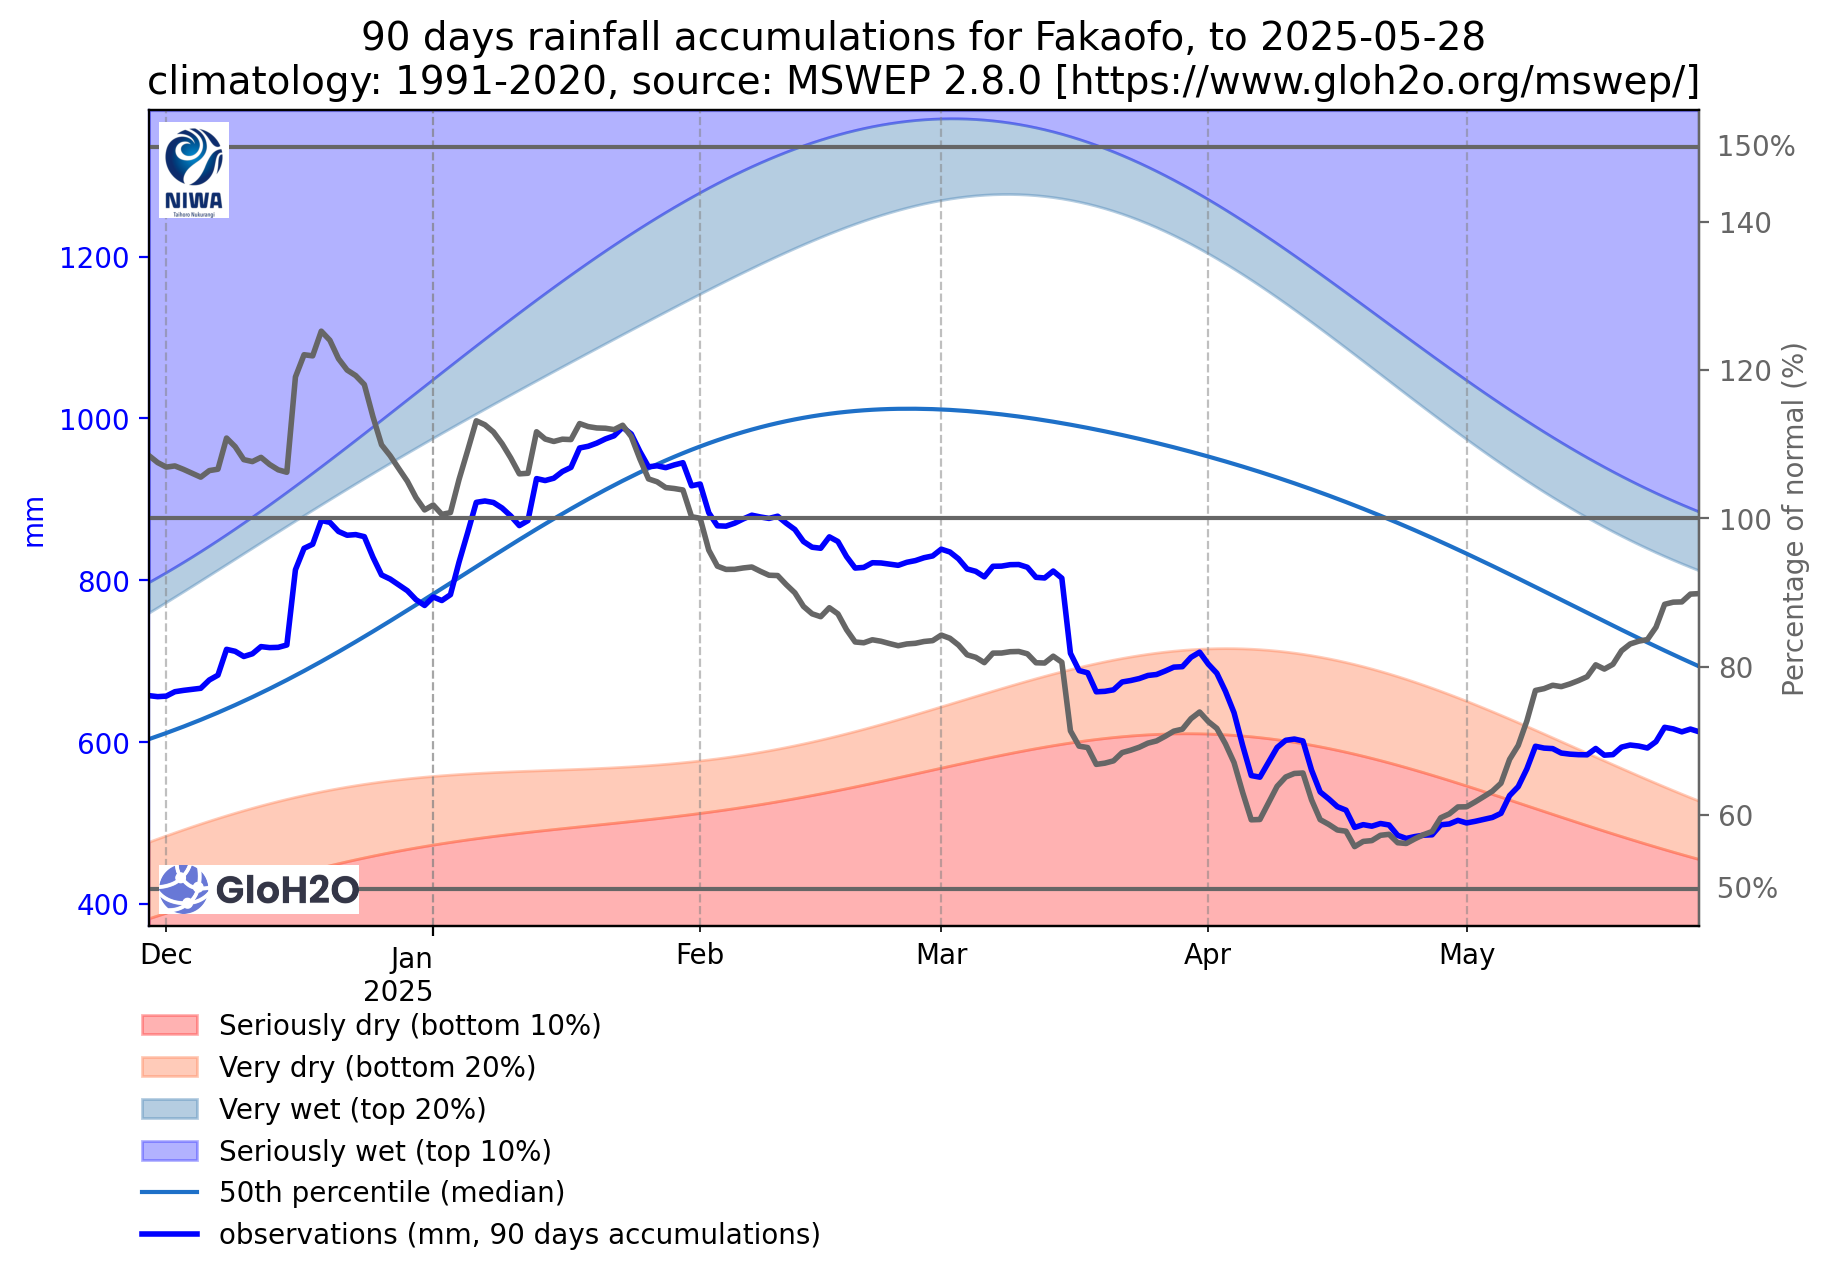 90 days rainfall accumulations for Fakaofo, to 2025-05-28
climatology: 1991-2020, source: MSWEP 2.8.0 [https://www.gloh2o.org/mswep/]
NIWA
Taihoro Nukurangi
150%
140
1200
120
1000
100
800
80
600
60
50%
400
mm
Percentage of normal (%)
GloH2O
Dec
Jan
2025
Feb
Mar
Apr
May
Seriously dry (bottom 10%)
Very dry (bottom 20%)
Very wet (top 20%)
Seriously wet (top 10%)
50th percentile (median)
observations (mm, 90 days accumulations)